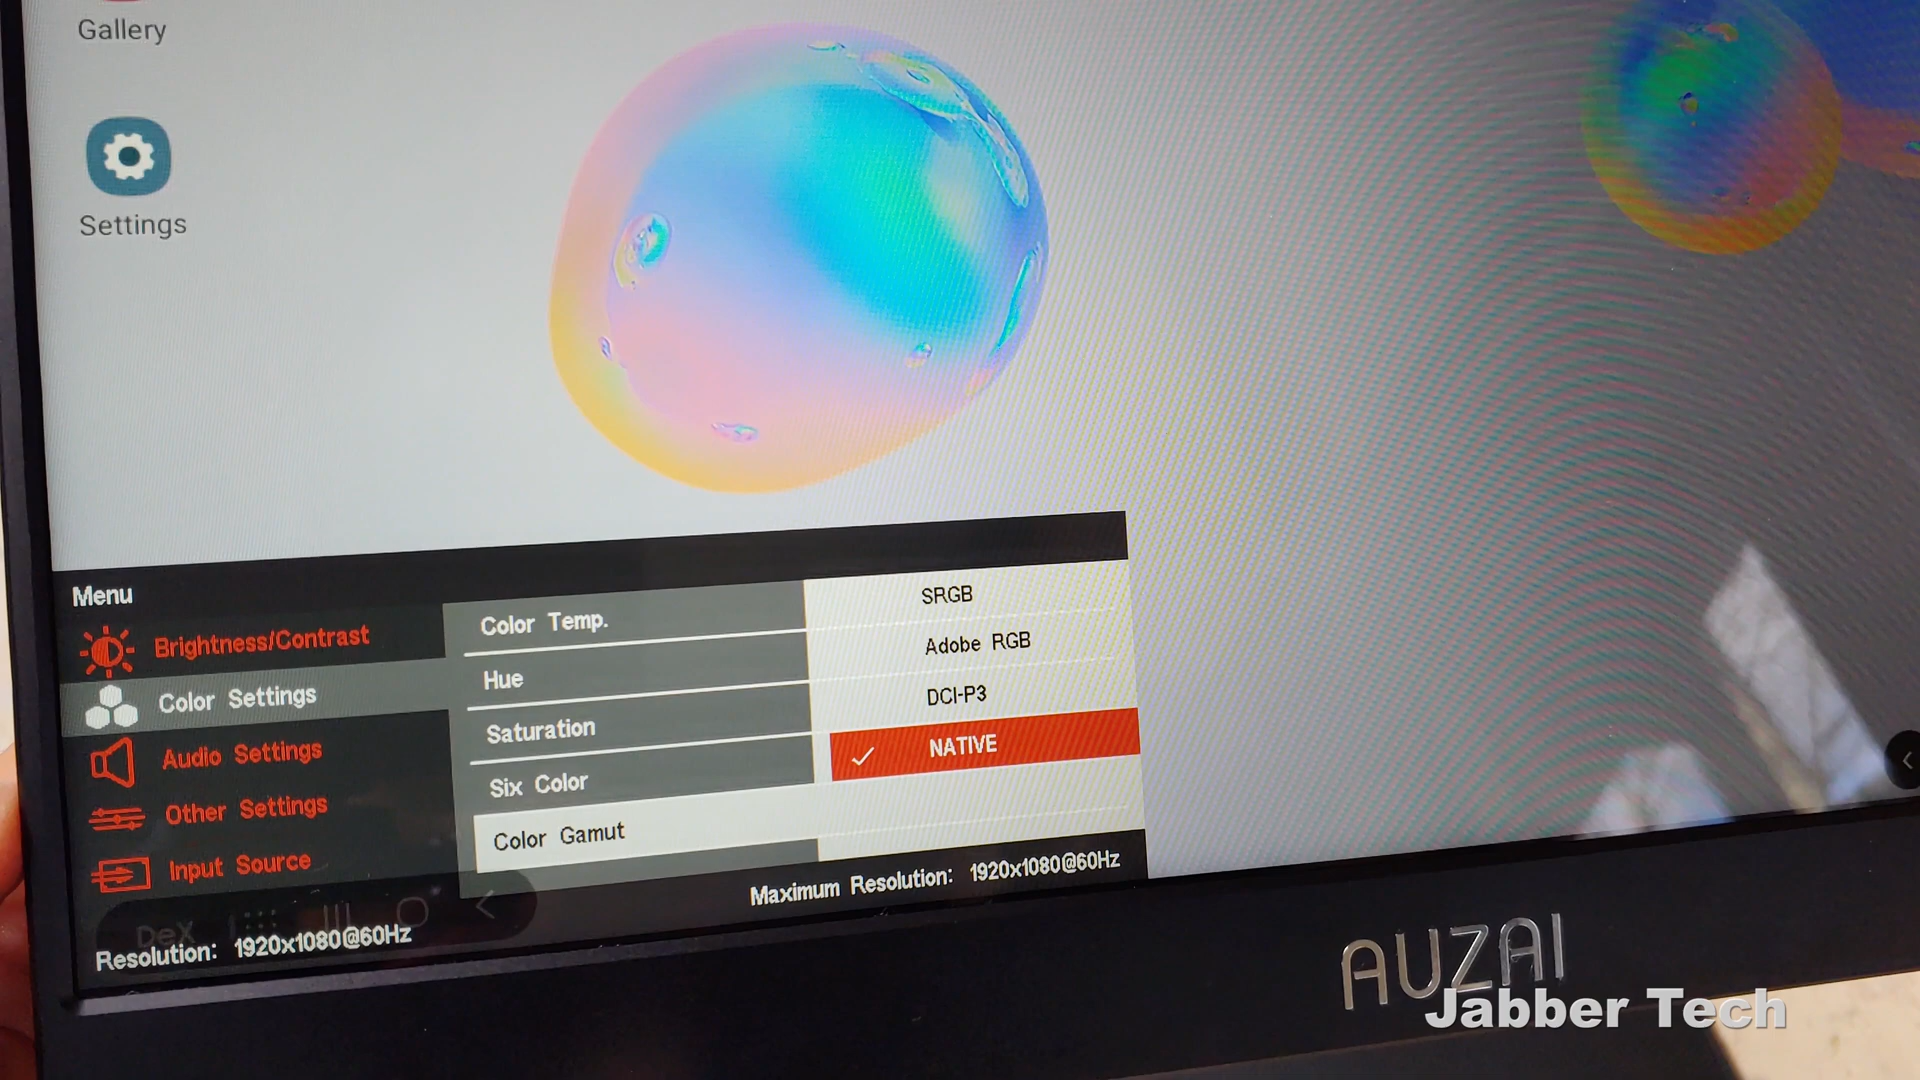 Gallery
Settings
Menu
Brightness/Contrast
Color Settings
Audio Settings
Other Settings
Input Source
Color Temp.
Hue
Saturation
Six Color
Color Gamut
SRGB
Adobe RGB
DCI-P3
NATIVE
DeX
Resolution: 1920x1080@60Hz
Maximum Resolution: 1920x1080@60Hz
AUZAI
Jabber Tech